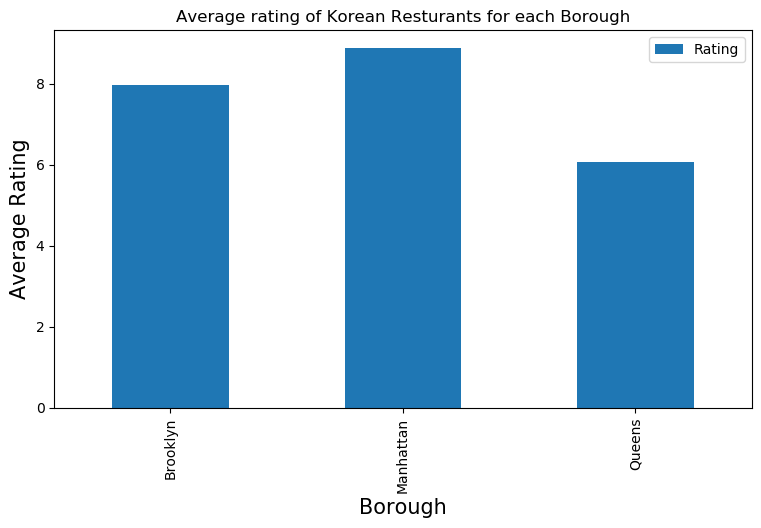 Average rating of Korean Resturants for each Borough
Rating
8
6
4
2
0
Average Rating
Brooklyn
Manhattan
Queens
Borough